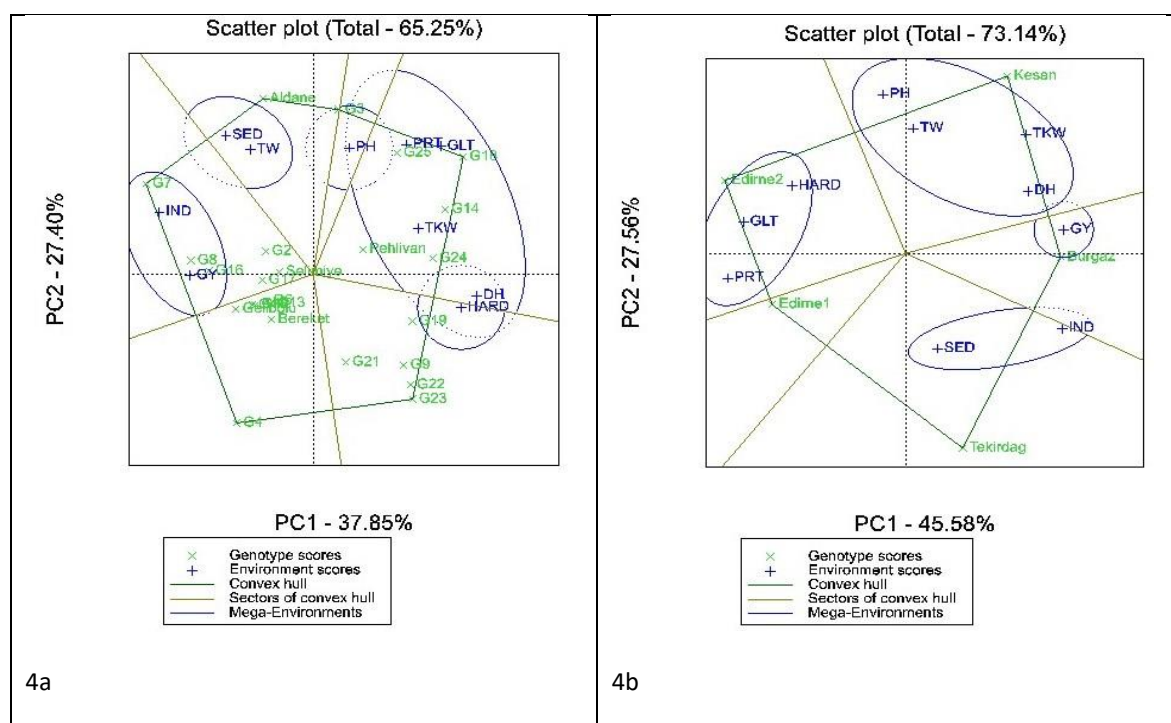 Scatter plot (Total - 65.25%)
Aldane
G3
SED
TW
PH
PRT
GLT
G25
G18
G7
IND
G14
TKW
Pehlivan
G2
G8
G16
GY
Selimiye
G24
G17
DH
HARD
Gelibolu
Bereket
G19
G21
G9
G22
G23
G4
PC2 - 27.40%
PC1 - 37.85%
Genotype scores
Environment scores
Convex hull
Sectors of convex hull
Mega-Environments
4a
Scatter plot (Total - 73.14%)
Kesan
PH
TW
TKW
Edirne2
HARD
DH
GLT
GY
Burgaz
PRT
Edirne1
IND
SED
Tekirdag
PC2 - 27.56%
PC1 - 45.58%
Genotype scores
Environment scores
Convex hull
Sectors of convex hull
Mega-Environments
4b